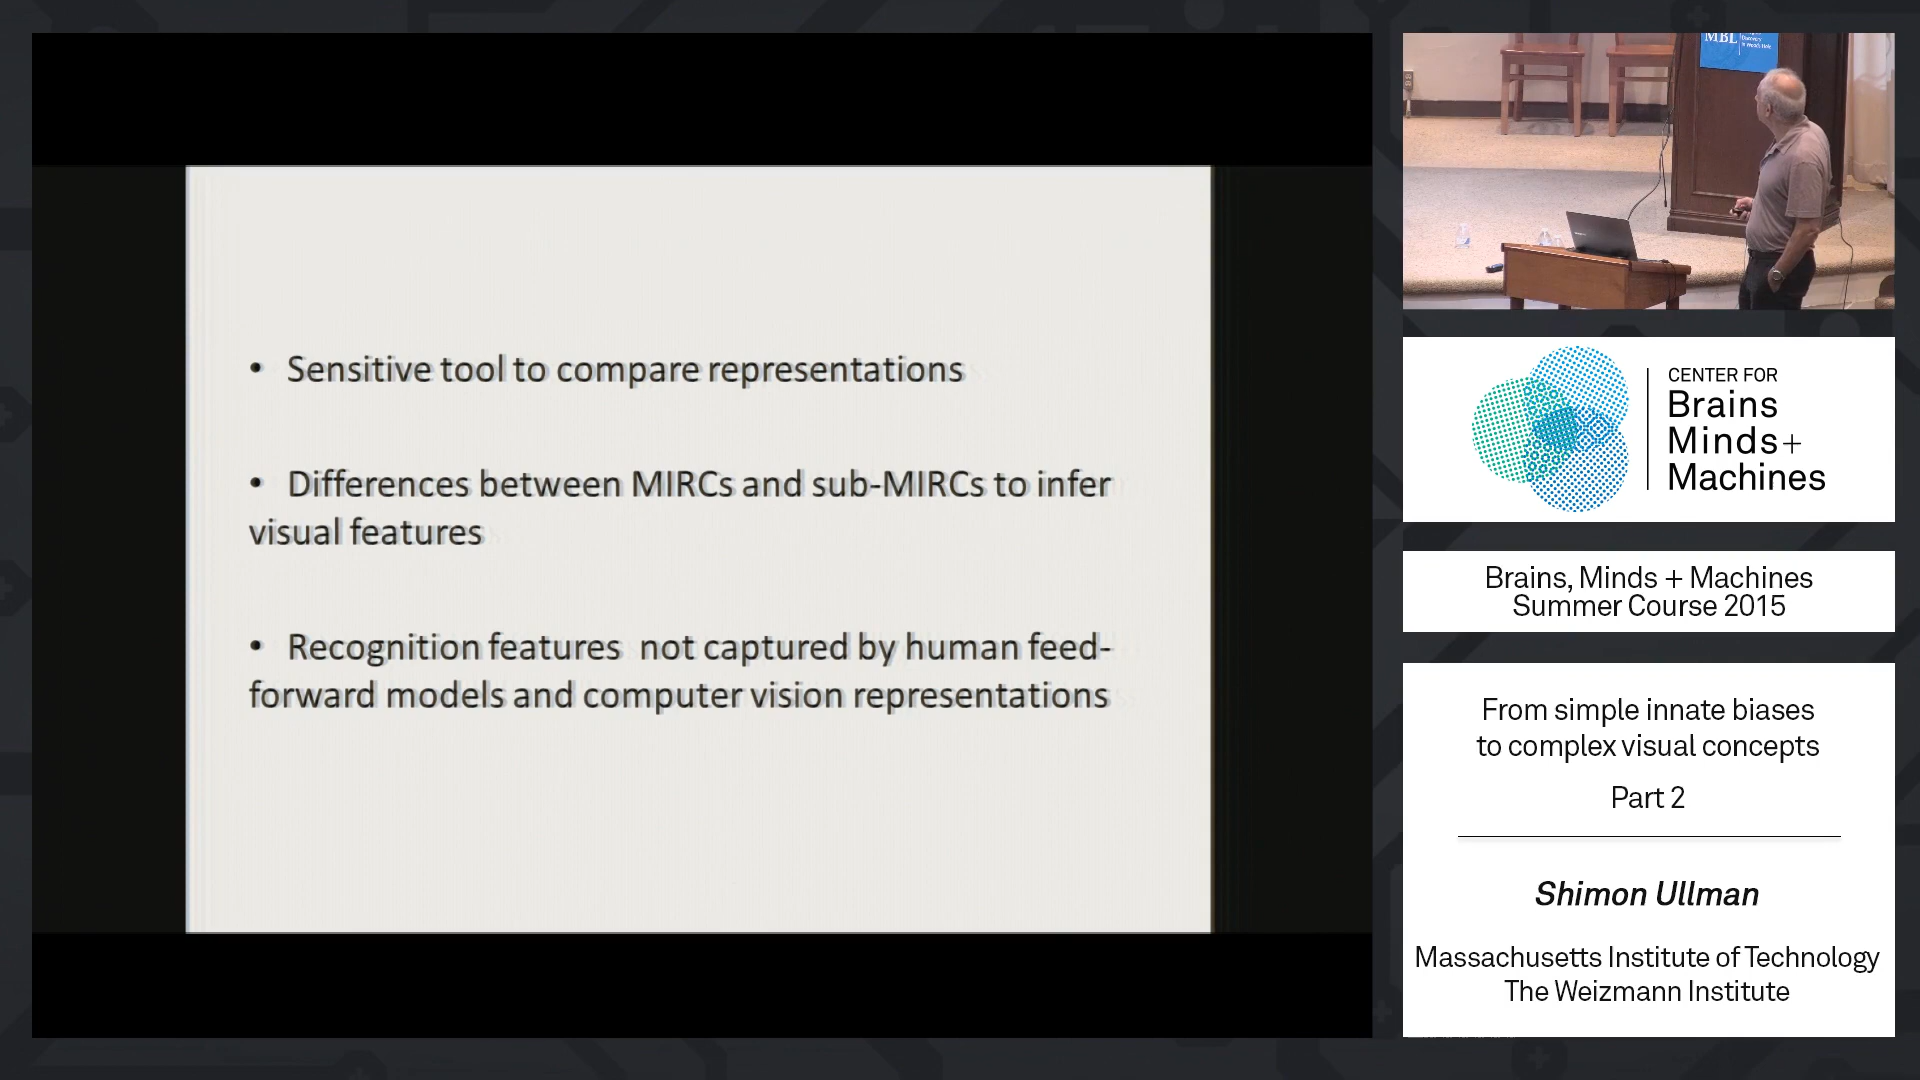 • Sensitive tool to compare representations
• Differences between MIRCs and sub-MIRCs to infer
visual features
• Recognition features not captured by human feed-
forward models and computer vision representations
MBL
CENTER FOR
Brains
Minds+
Machines
Brains, Minds + Machines
Summer Course 2015
From simple innate biases
to complex visual concepts
Part 2
Shimon Ullman
Massachusetts Institute of Technology
The Weizmann Institute